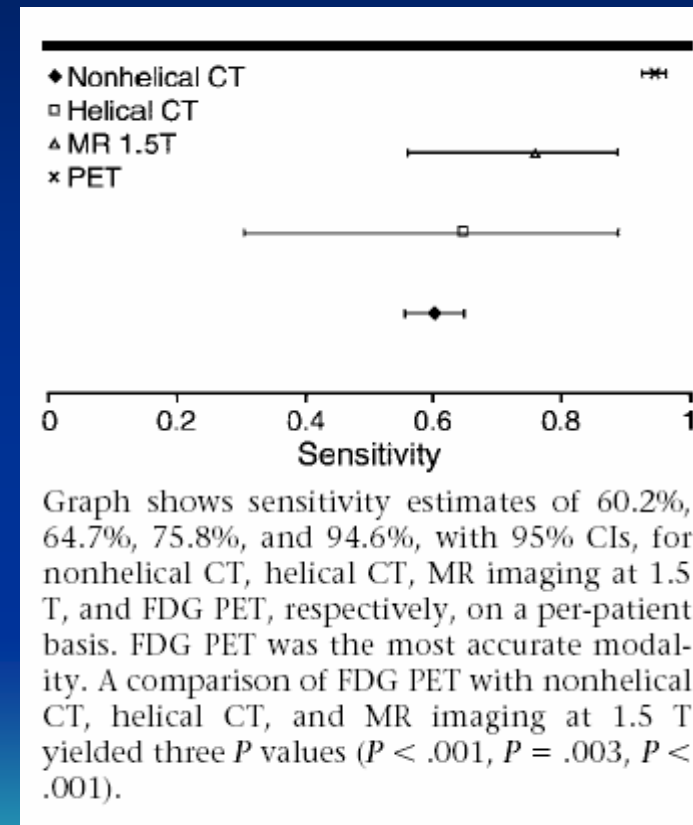 Nonhelical CT
Helical CT
MR 1.5T
PET
0 0.2 0.4 0.6 0.8 1
Sensitivity
Graph shows sensitivity estimates of 60.2%,
64.7%, 75.8%, and 94.6%, with 95% CIs, for
nonhelical CT, helical CT, MR imaging at 1.5
T, and FDG PET, respectively, on a per-patient
basis. FDG PET was the most accurate modal-
ity. A comparison of FDG PET with nonhelical
CT, helical CT, and MR imaging at 1.5 T
yielded three P values (P < .001, P = .003, P <
.001).